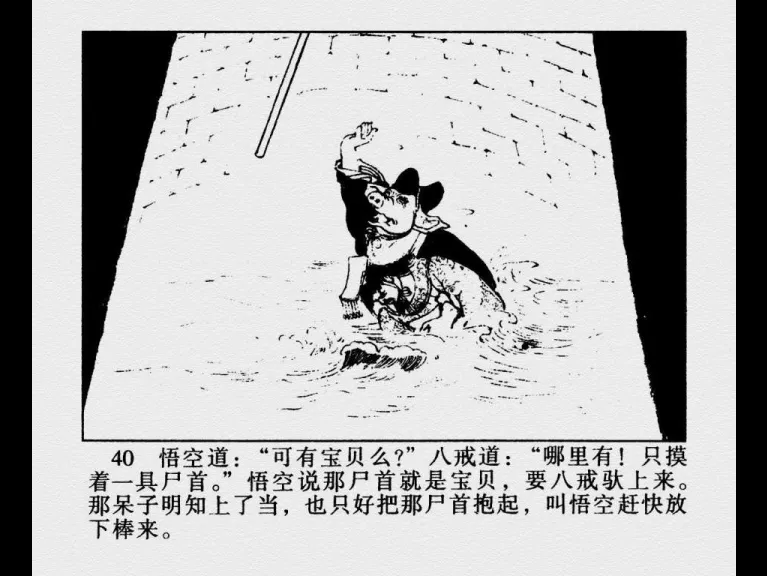 40 悟空道：“可有宝贝么？”八戒道：“哪里有！只摸
着一具尸首。”悟空说那尸首就是宝贝，要八戒驮上来。
那呆子明知上了当，也只好把那尸首抱起，叫悟空赶快放
下棒来。